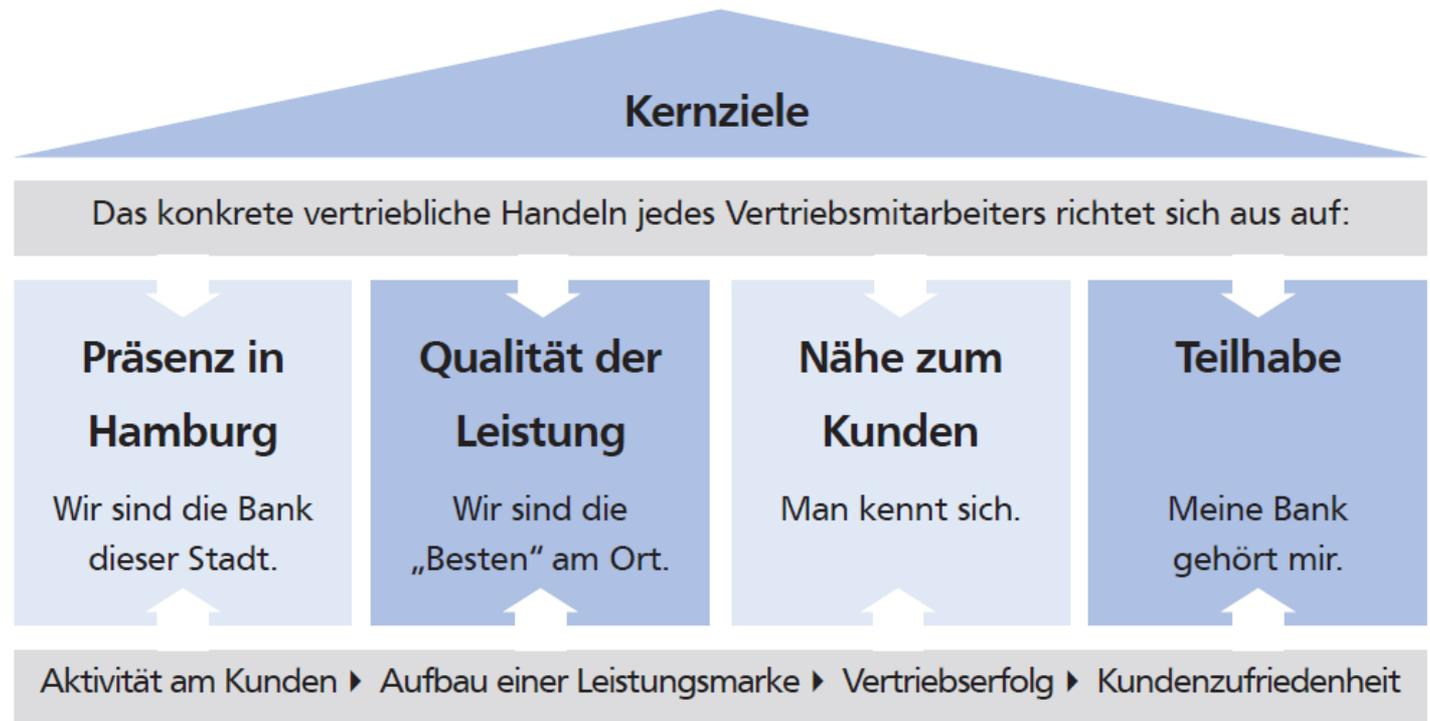 Kernziele
Das konkrete vertriebliche Handeln jedes Vertriebsmitarbeiters richtet sich aus auf:
Präsenz in
Hamburg
Wir sind die Bank
dieser Stadt.
Qualität der
Leistung
Wir sind die
„Besten“ am Ort.
Nähe zum
Kunden
Man kennt sich.
Teilhabe
Meine Bank
gehört mir.
Aktivität am Kunden ▸ Aufbau einer Leistungsmarke ▸ Vertriebserfolg ▸ Kundenzufriedenheit